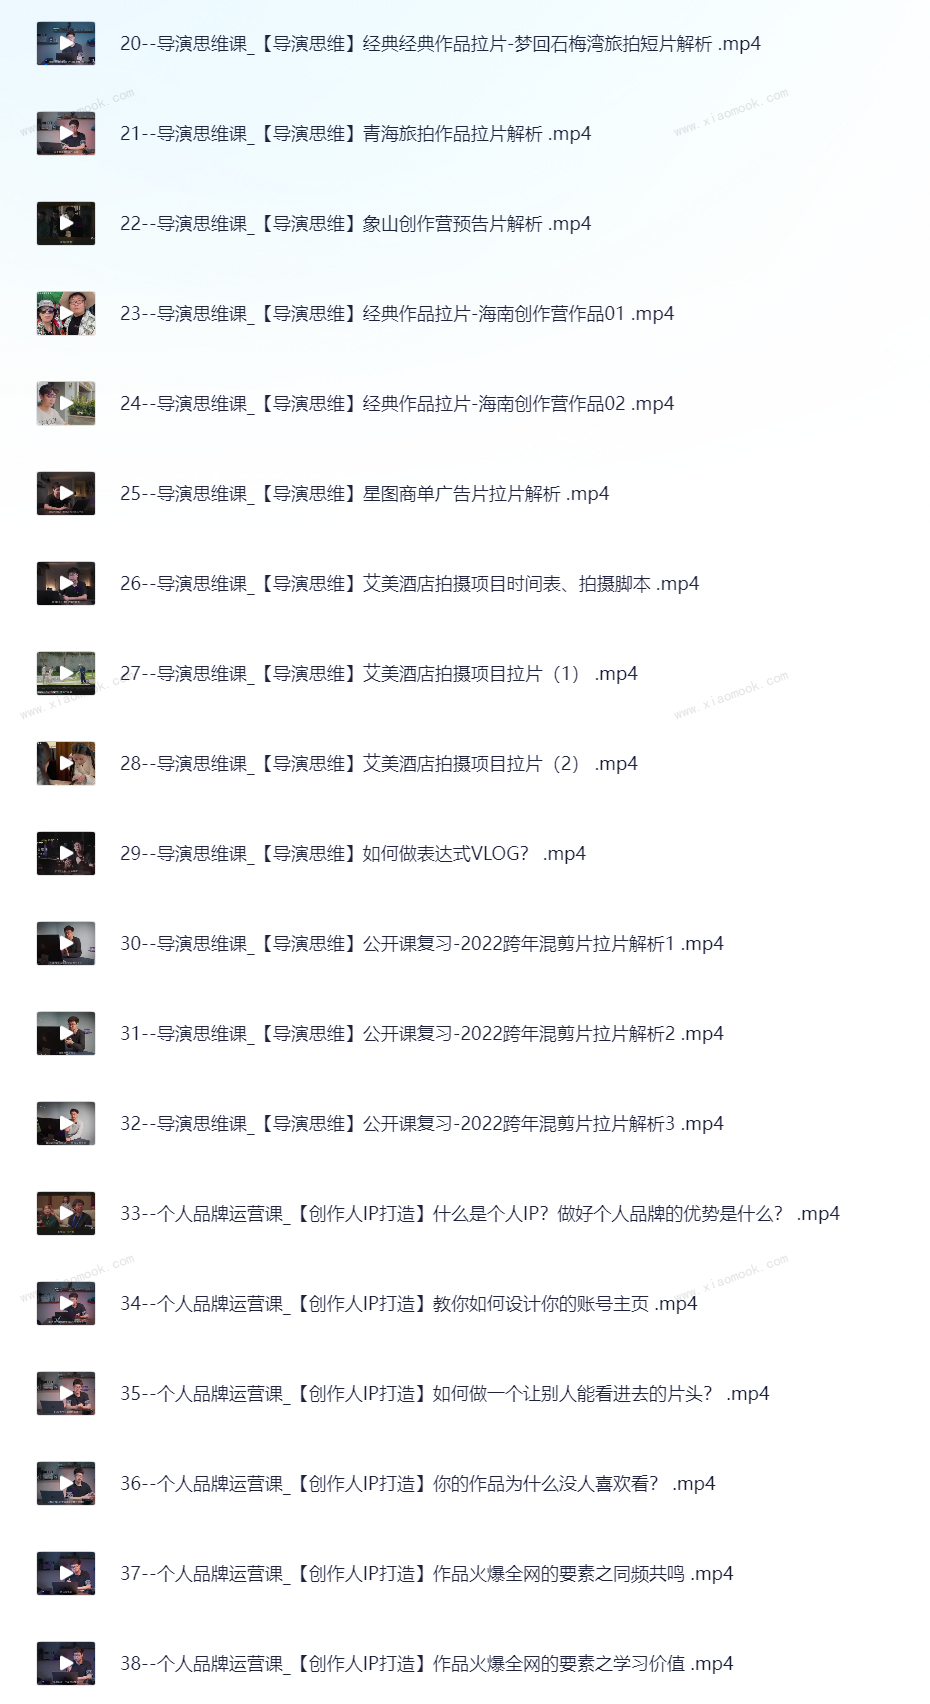 20--导演思维课_【导演思维】经典经典作品拉片-梦回石梅湾旅拍短片解析 .mp4
www.xiaomook.com
www.xiaomook.com
21--导演思维课_【导演思维】青海旅拍作品拉片解析 .mp4
22--导演思维课_【导演思维】象山创作营预告片解析 .mp4
23--导演思维课_【导演思维】经典作品拉片-海南创作营作品01 .mp4
24--导演思维课_【导演思维】经典作品拉片-海南创作营作品02 .mp4
25--导演思维课_【导演思维】星图商单广告片拉片解析 .mp4
26--导演思维课_【导演思维】艾美酒店拍摄项目时间表、拍摄脚本 .mp4
27--导演思维课_【导演思维】艾美酒店拍摄项目拉片（1） .mp4
www.xiaomook.com
www.xiaomook.com
28--导演思维课_【导演思维】艾美酒店拍摄项目拉片（2） .mp4
29--导演思维课_【导演思维】如何做表达式VLOG？ .mp4
30--导演思维课_【导演思维】公开课复习-2022跨年混剪片拉片解析1 .mp4
31--导演思维课_【导演思维】公开课复习-2022跨年混剪片拉片解析2 .mp4
32--导演思维课_【导演思维】公开课复习-2022跨年混剪片拉片解析3 .mp4
33--个人品牌运营课_【创作人IP打造】什么是个人IP？做好个人品牌的优势是什么？ .mp4
www.xiaomook.com
www.xiaomook.com
34--个人品牌运营课_【创作人IP打造】教你如何设计你的账号主页 .mp4
35--个人品牌运营课_【创作人IP打造】如何做一个让别人能看进去的片头？ .mp4
36--个人品牌运营课_【创作人IP打造】你的作品为什么没人喜欢看？ .mp4
37--个人品牌运营课_【创作人IP打造】作品火爆全网的要素之同频共鸣 .mp4
38--个人品牌运营课_【创作人IP打造】作品火爆全网的要素之学习价值 .mp4